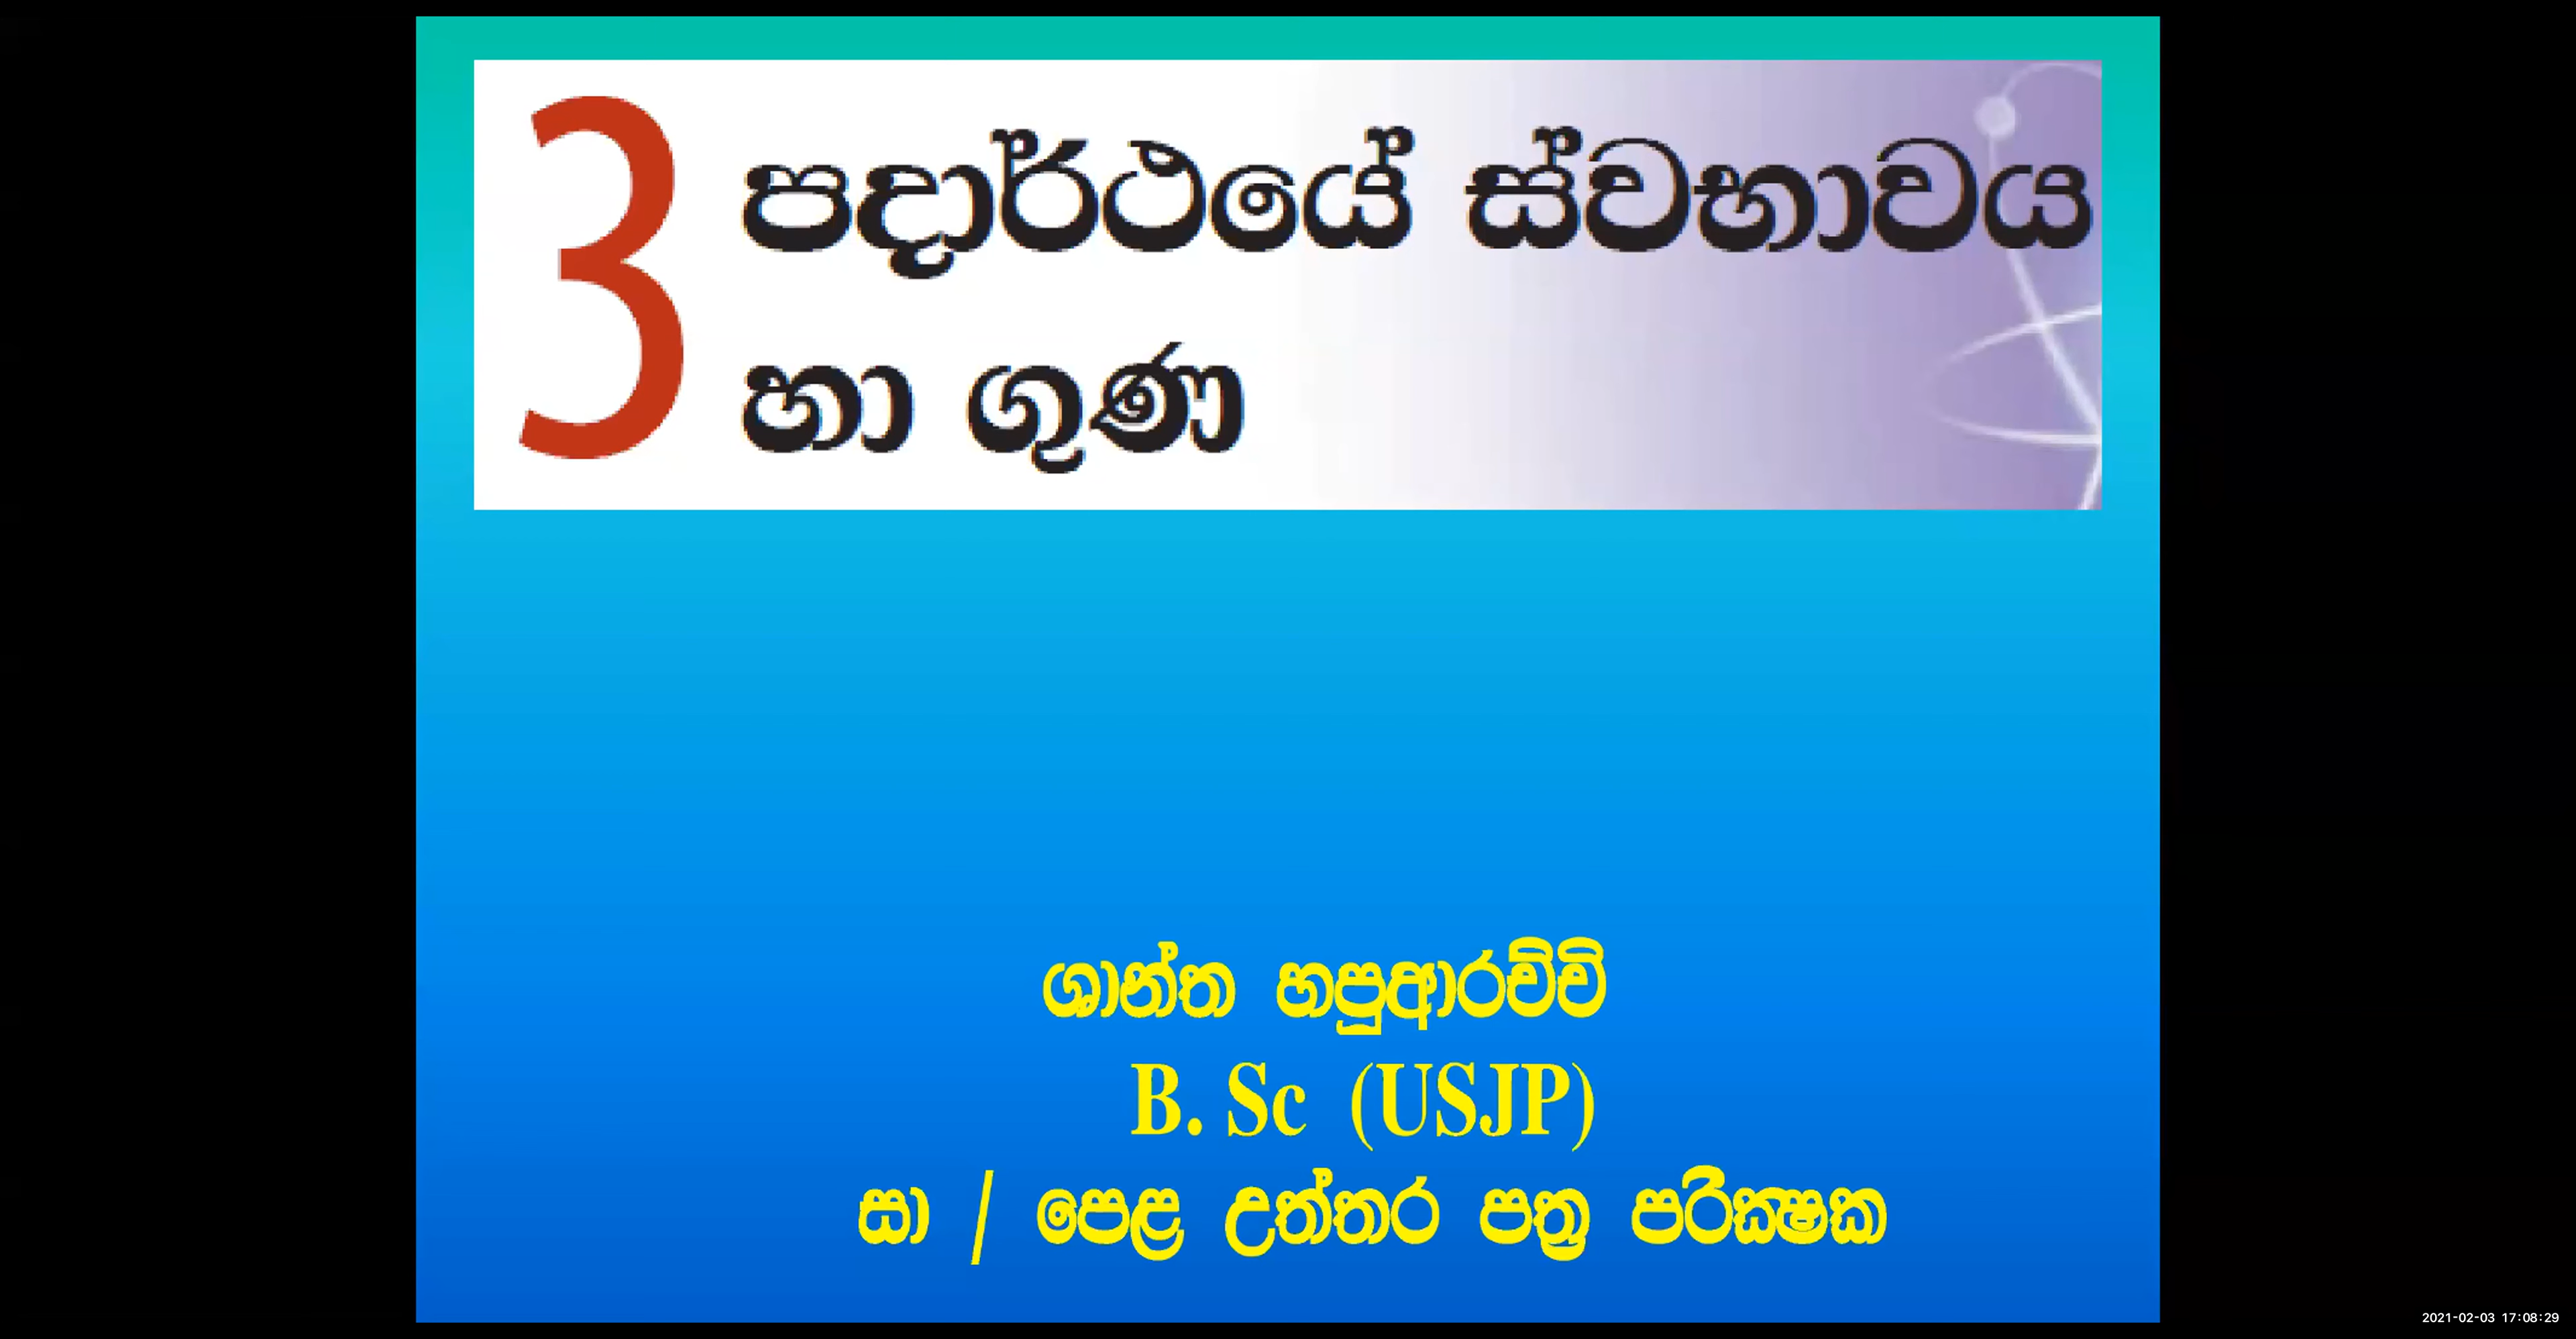 3 පදාර්ථයේ ස්වභාවය
හා ගුණ
ශාන්ත හපුආරච්චි
B. Sc (USJP)
සා / පෙළ උත්තර පත්‍ර පරික්ෂක
2021-02-03 17:08:29